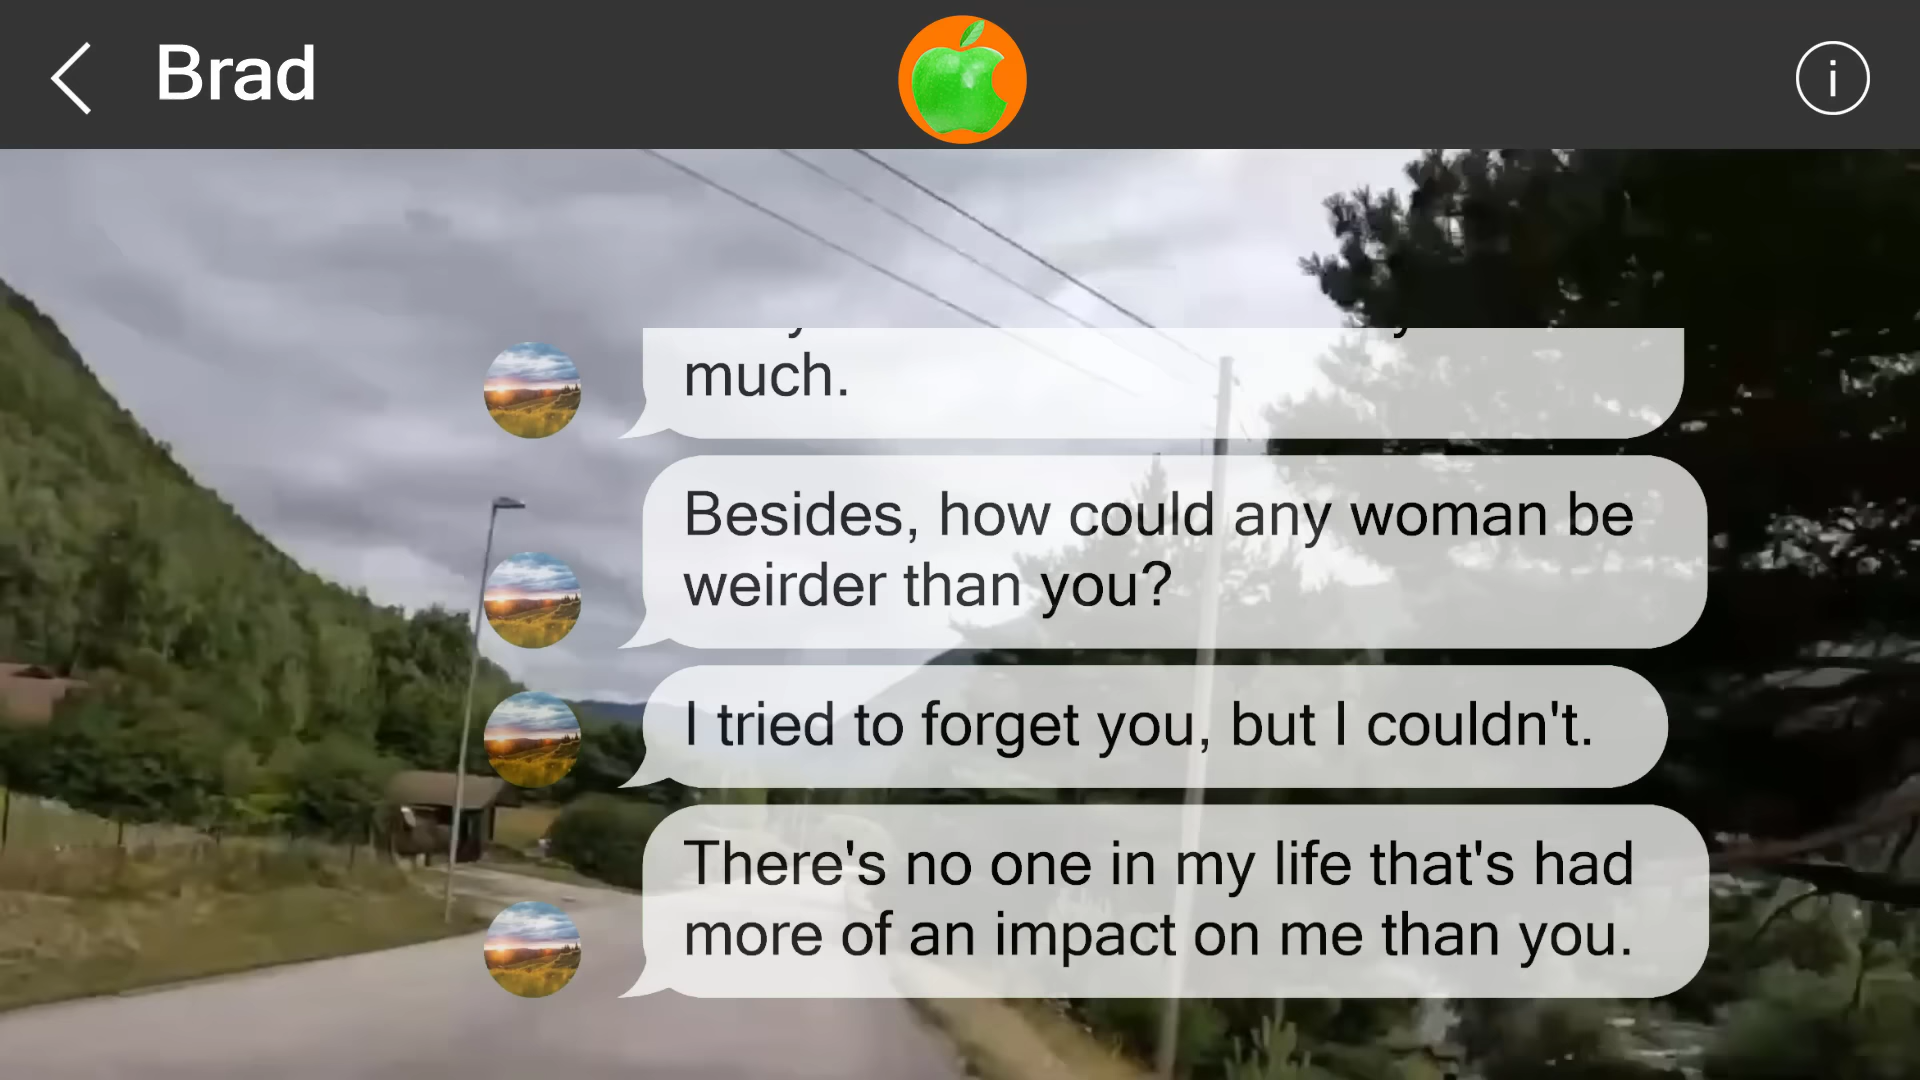 Brad
much.
Besides, how could any woman be
weirder than you?
I tried to forget you, but I couldn't.
There's no one in my life that's had
more of an impact on me than you.